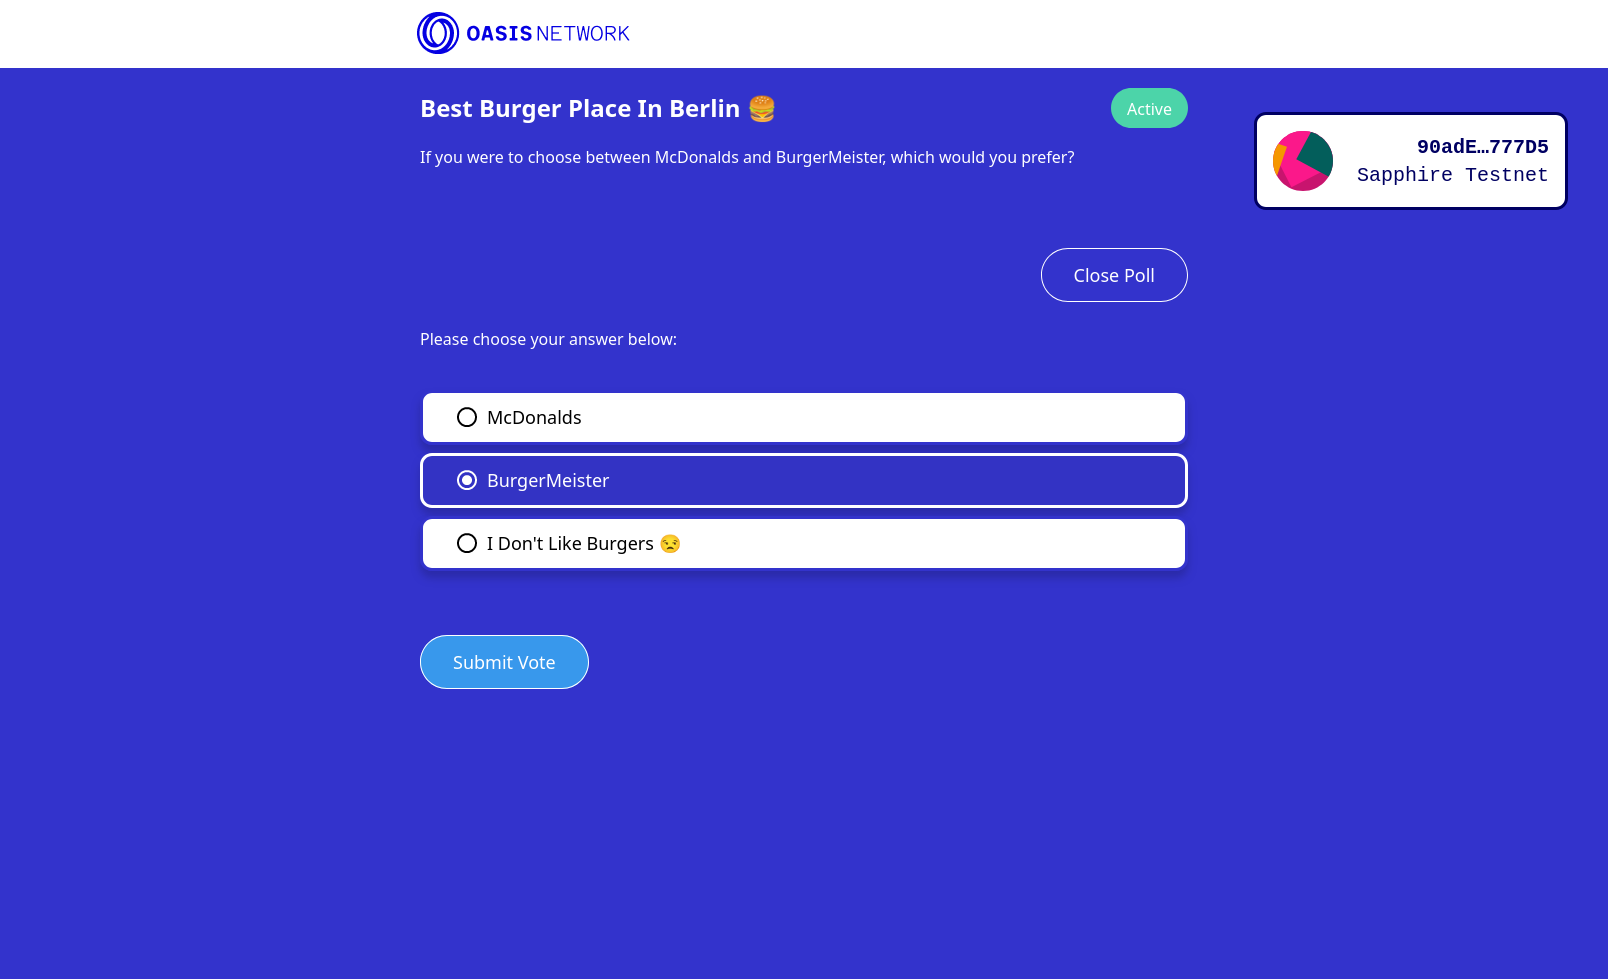 OASIS NETWORK
Best Burger Place In Berlin 🍔
Active
If you were to choose between McDonalds and BurgerMeister, which would you prefer?
90adE…777D5
Sapphire Testnet
Close Poll
Please choose your answer below:
McDonalds
BurgerMeister
I Don't Like Burgers 😒
Submit Vote